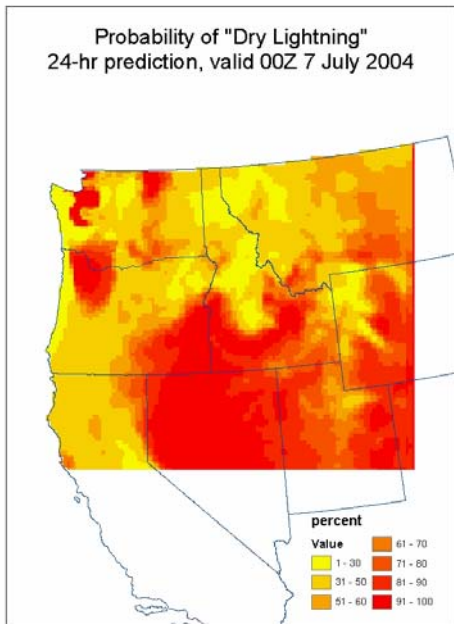 Probability of "Dry Lightning"
24-hr prediction, valid 00Z 7 July 2004
percent
Value
1 - 30
31 - 50
51 - 60
61 - 70
71 - 80
81 - 90
91 - 100